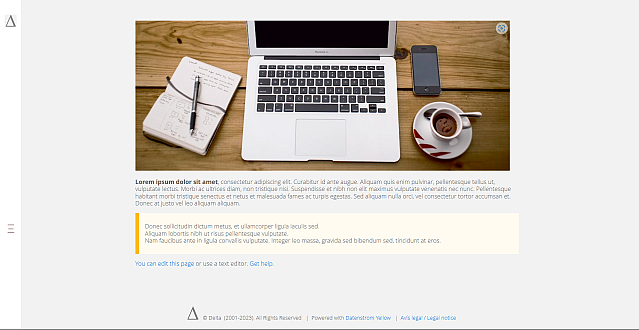 Lorem ipsum dolor sit amet, consectetur adipiscing elit. Curabitur id ante augue. Aliquam quis enim pulvinar, pellentesque tellus ut,
vulputate lectus. Morbi ac ultrices diam, non tristique nisi. Suspendisse et nibh non elit maximus vulputate venenatis nec nunc. Pellentesque
habitant morbi tristique senectus et netus et malesuada fames ac turpis egestas. Sed aliquam nulla orci, vel consectetur tortor accumsan et.
Donec at justo vel leo aliquam aliquam.
Donec sollicitudin dictum metus, et ullamcorper ligula iaculis sed.
Aliquam lobortis nibh ut risus pellentesque vulputate.
Nam faucibus ante in ligula convallis vulputate. Integer leo massa, gravida sed bibendum sed, tincidunt at eros.
You can edit this page or use a text editor. Get help.
Δ © Delta (2001-2023) All Rights Reserved | Powered with Datenstrom Yellow | Avís legal / Legal notice